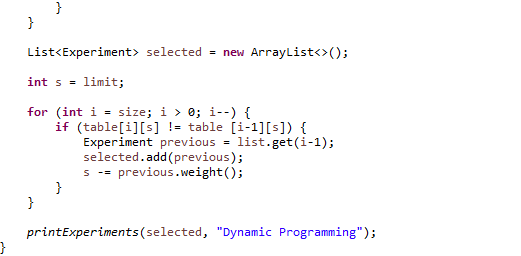 }
    }

    List<Experiment> selected = new ArrayList<>();

    int s = limit;

    for (int i = size; i > 0; i--) {
        if (table[i][s] != table [i-1][s]) {
            Experiment previous = list.get(i-1);
            selected.add(previous);
            s -= previous.weight();
        }
    }

    printExperiments(selected, "Dynamic Programming");
}